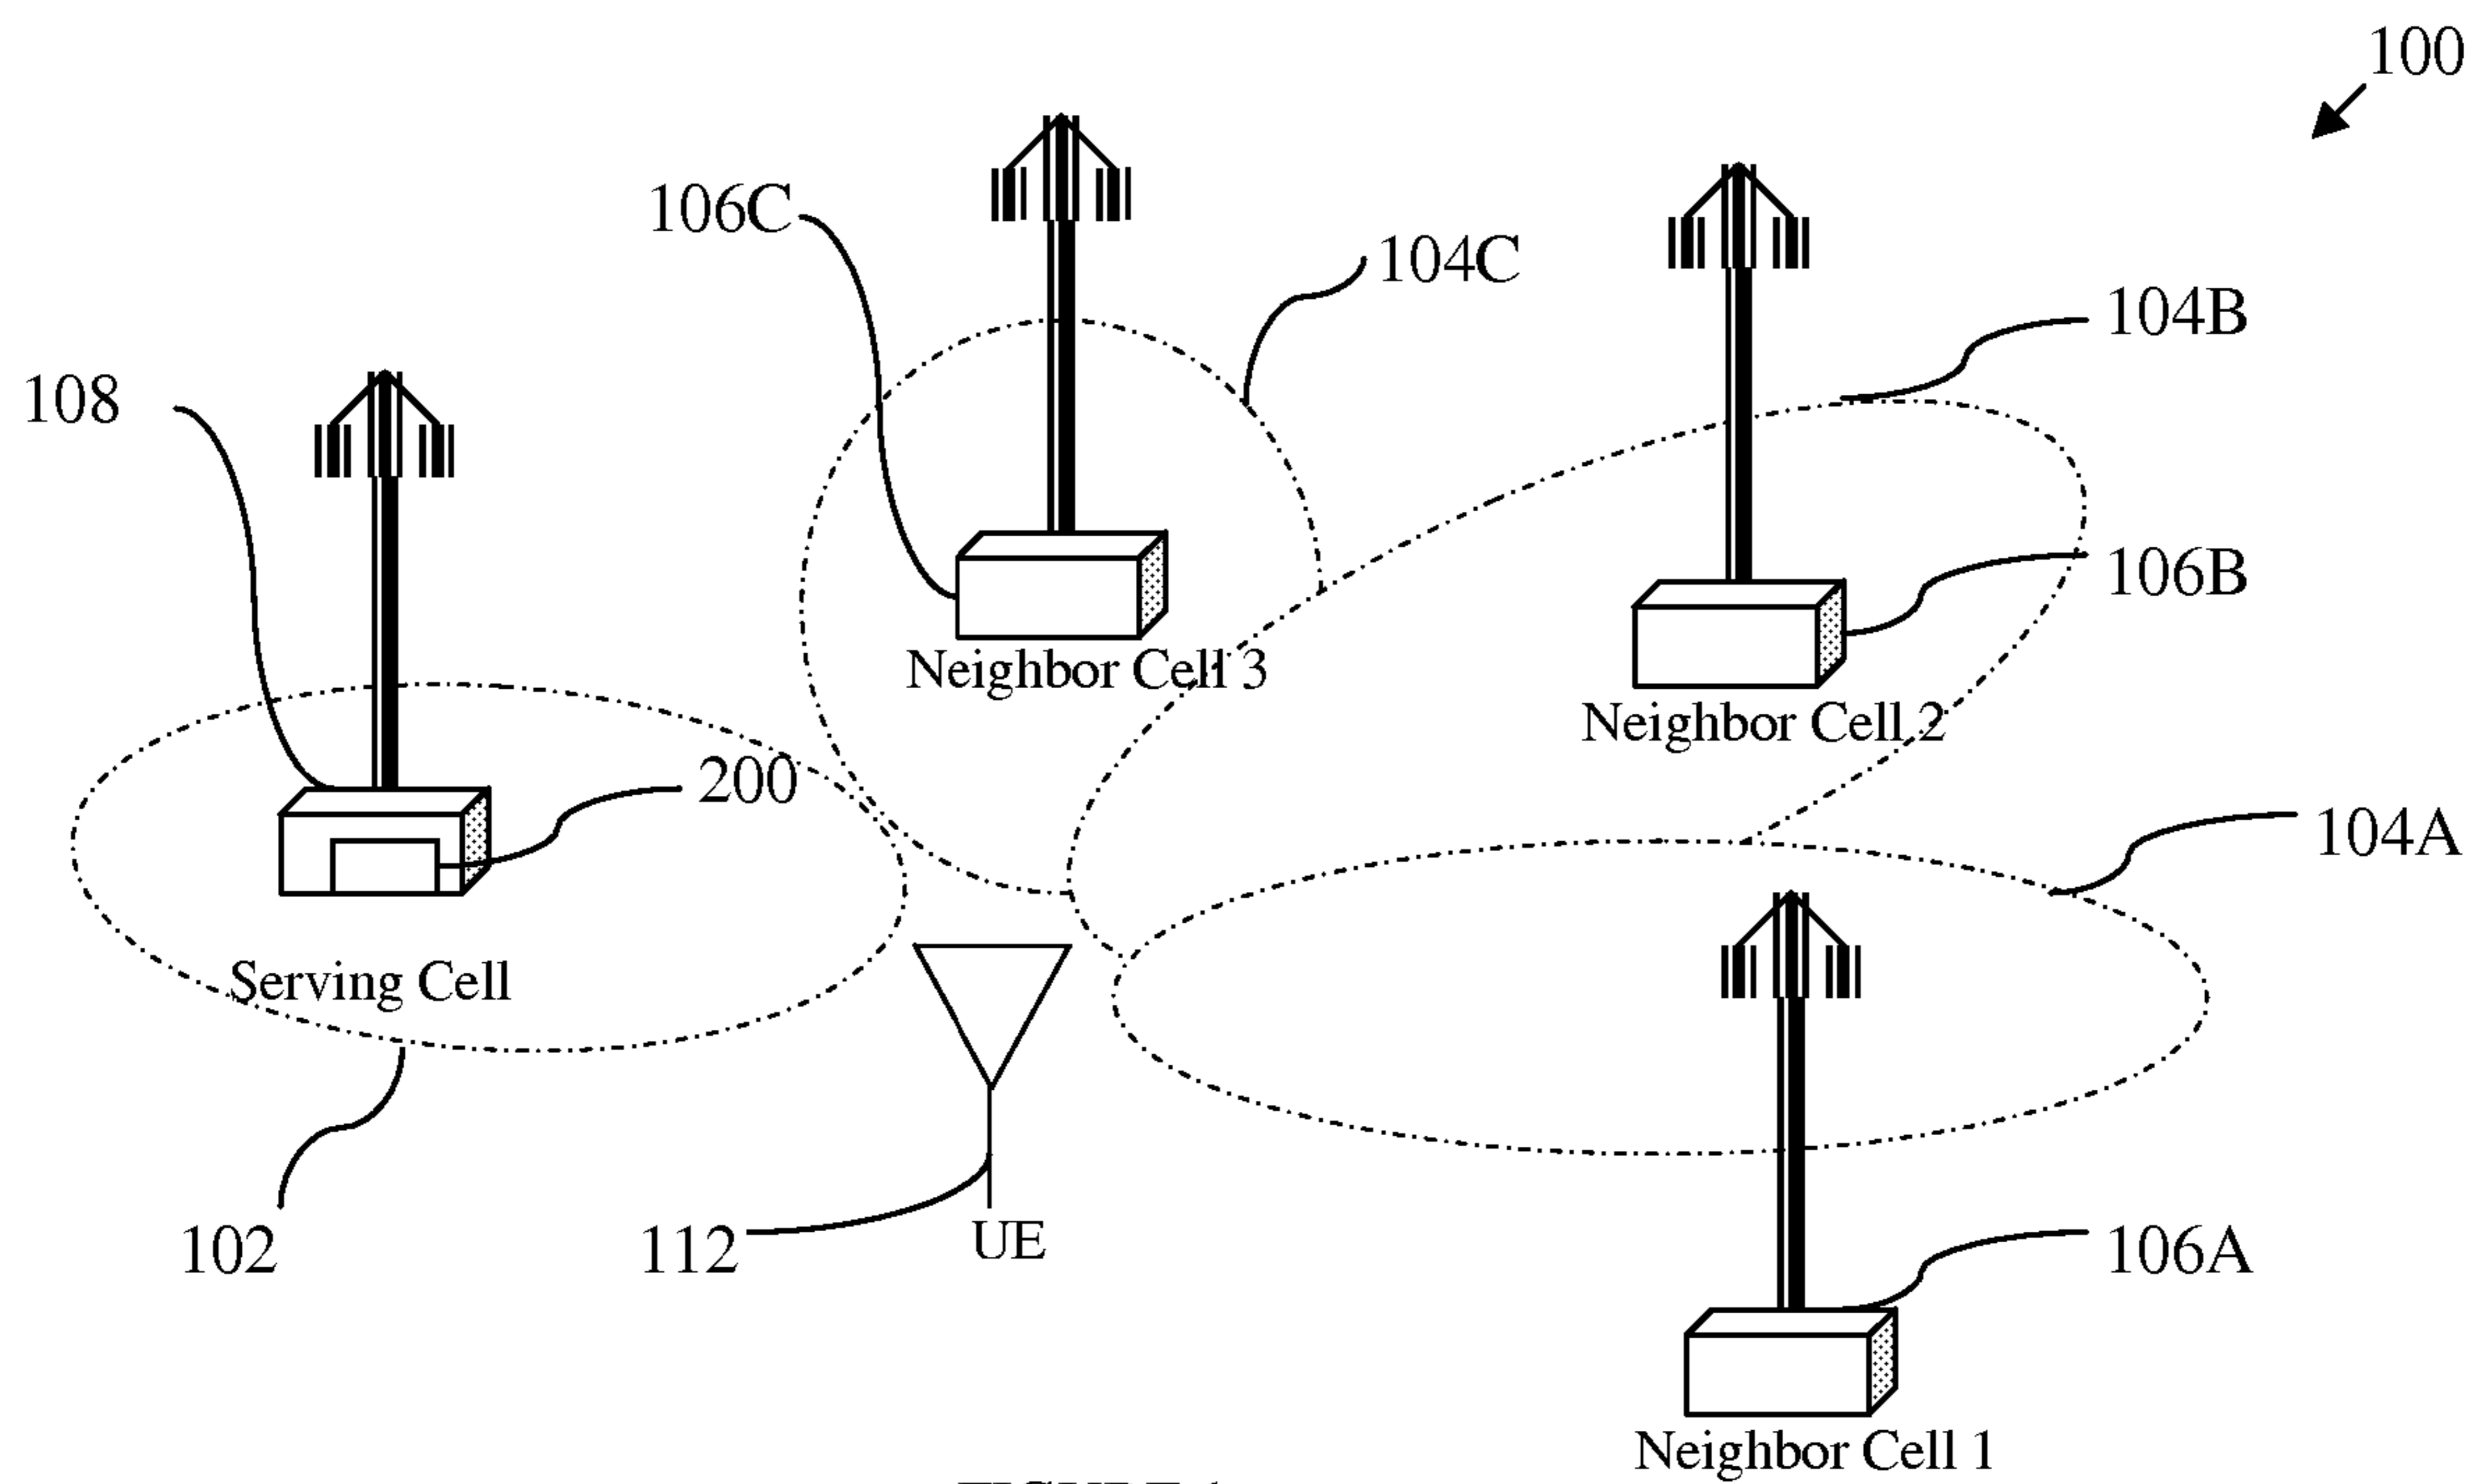 100
106C
104C
104B
108
106B
Neighbor Cell 3
Neighbor Cell 2
200
104A
Serving Cell
102
112
UE
106A
Neighbor Cell 1